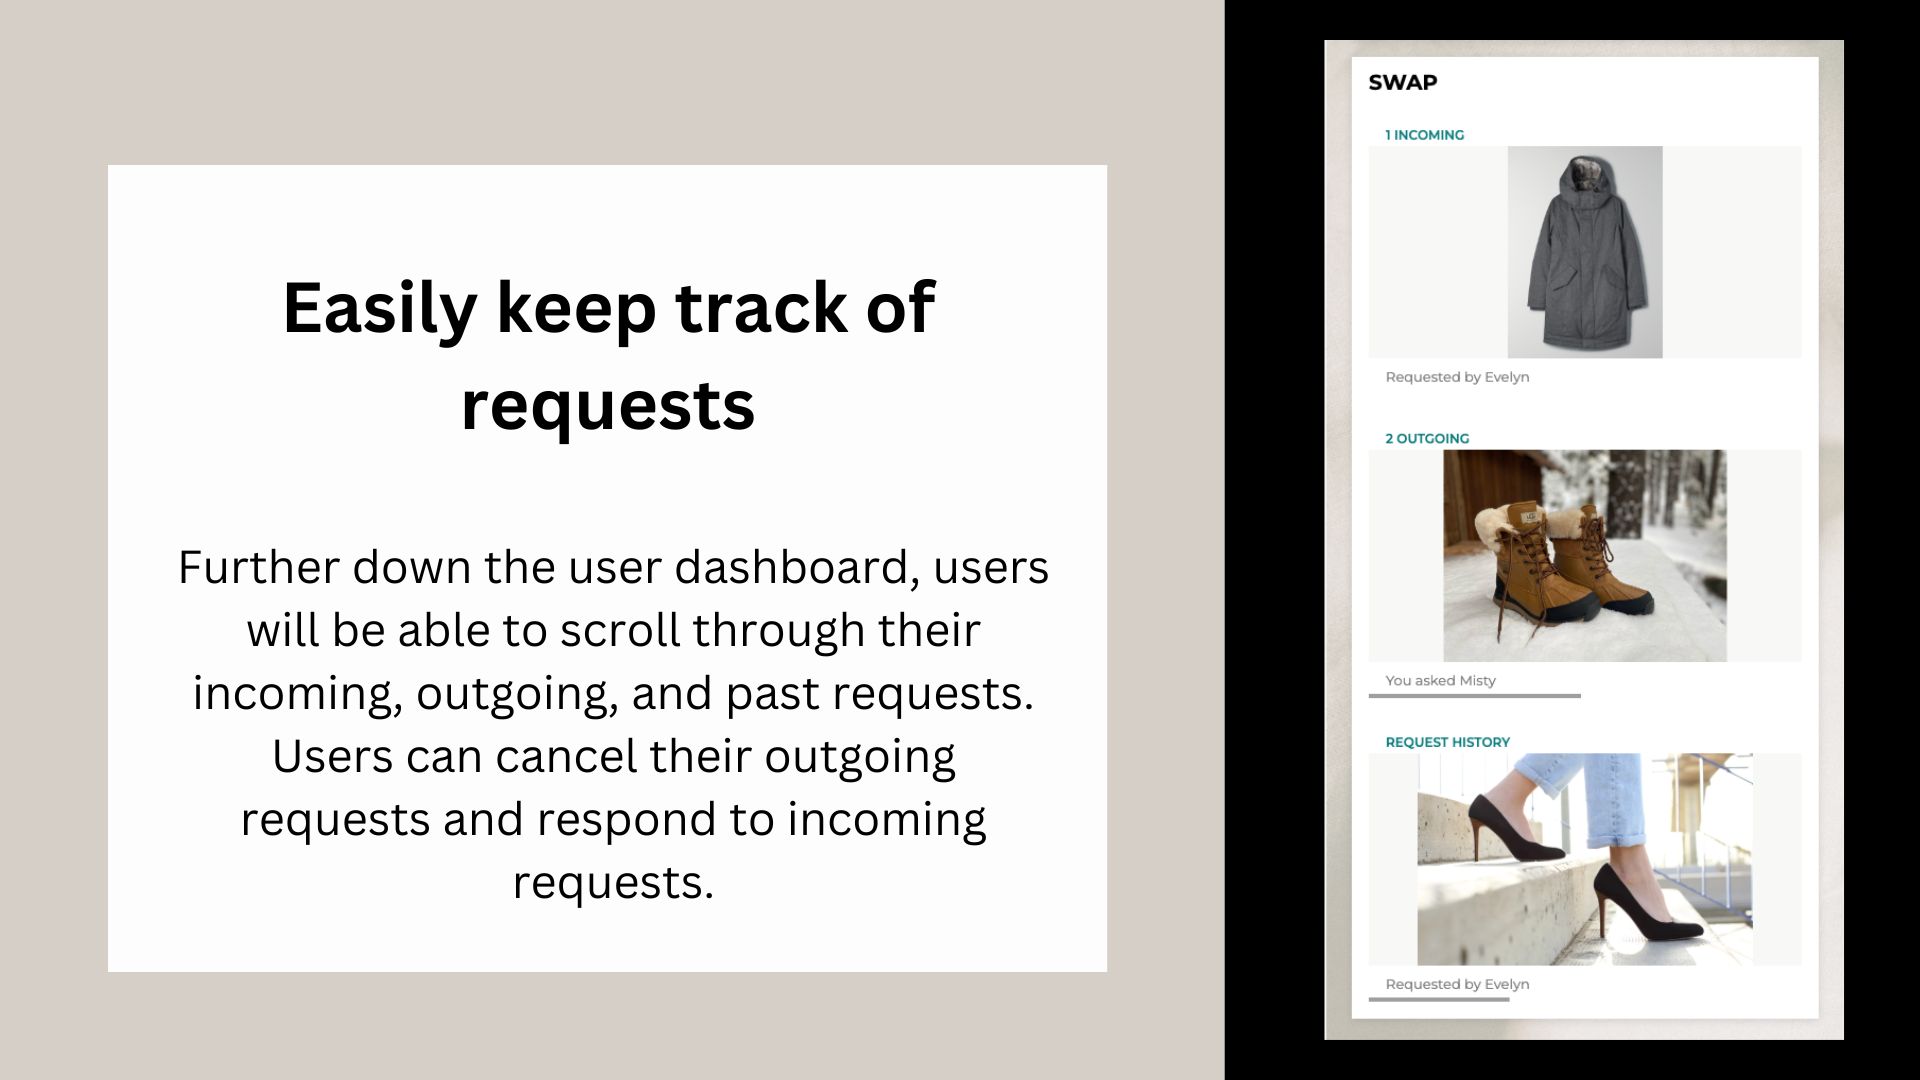 Easily keep track of
requests
Further down the user dashboard, users
will be able to scroll through their
incoming, outgoing, and past requests.
Users can cancel their outgoing
requests and respond to incoming
requests.
SWAP
1 INCOMING
Requested by Evelyn
2 OUTGOING
You asked Misty
REQUEST HISTORY
Requested by Evelyn